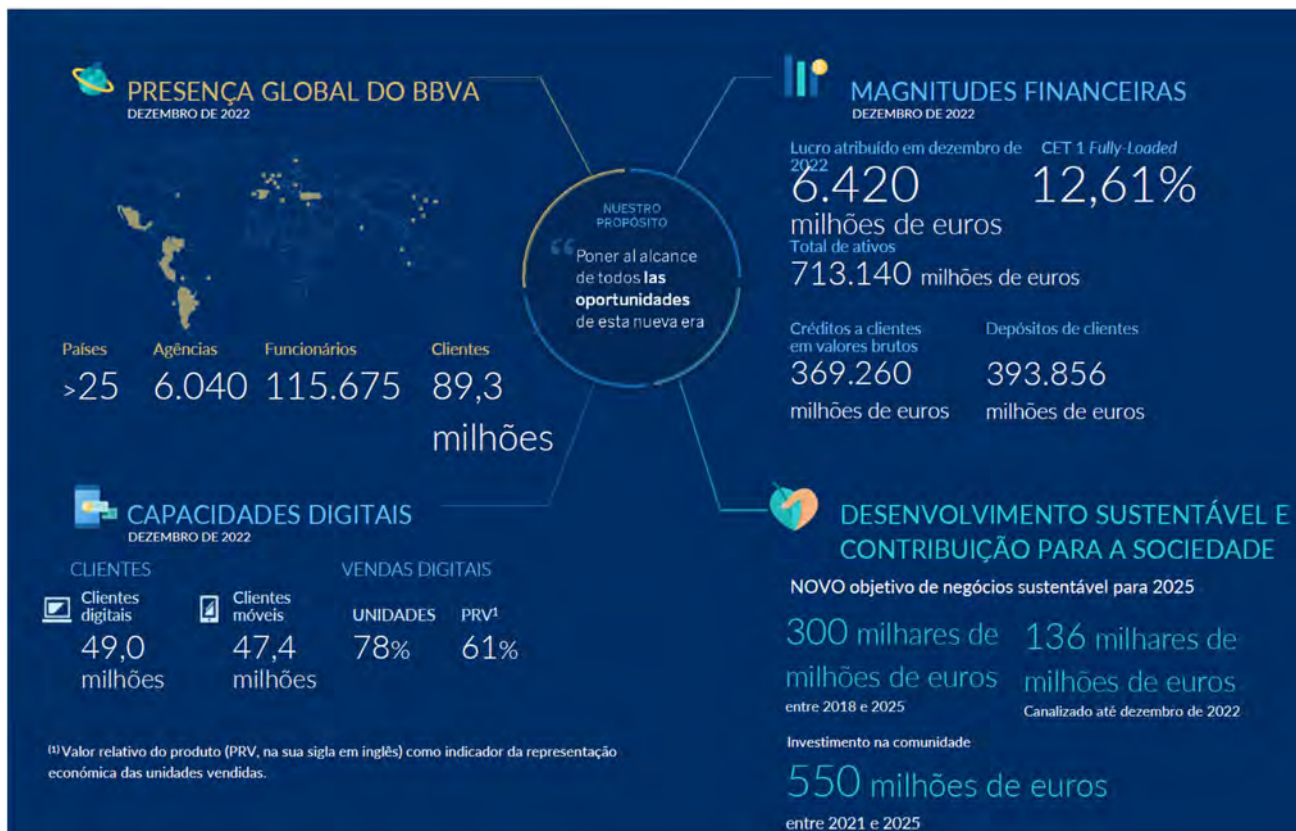 PRESENÇA GLOBAL DO BBVA
DEZEMBRO DE 2022
Países
>25
Agências
6.040
Funcionários
115.675
Clientes
89,3
milhões
NUESTRO
PROPÓSITO
“Poner al alcance
de todos las
oportunidades
de esta nueva era
MAGNITUDES FINANCEIRAS
DEZEMBRO DE 2022
Lucro atribuído em dezembro de
2022
6.420
milhões de euros
CET 1 Fully-Loaded
12,61%
Total de ativos
713.140 milhões de euros
Créditos a clientes
em valores brutos
369.260
milhões de euros
Depósitos de clientes
393.856
milhões de euros
CAPACIDADES DIGITAIS
DEZEMBRO DE 2022
CLIENTES
Clientes
digitais
49,0
milhões
Clientes
móveis
47,4
milhões
VENDAS DIGITAIS
UNIDADES
78%
PRV¹
61%
(1) Valor relativo do produto (PRV, na sua sigla em inglês) como indicador da representação
económica das unidades vendidas.
DESENVOLVIMENTO SUSTENTÁVEL E
CONTRIBUIÇÃO PARA A SOCIEDADE
NOVO objetivo de negócios sustentável para 2025
300 milhares de
milhões de euros
entre 2018 e 2025
136 milhares de
milhões de euros
Canalizado até dezembro de 2022
Investimento na comunidade
550 milhões de euros
entre 2021 e 2025